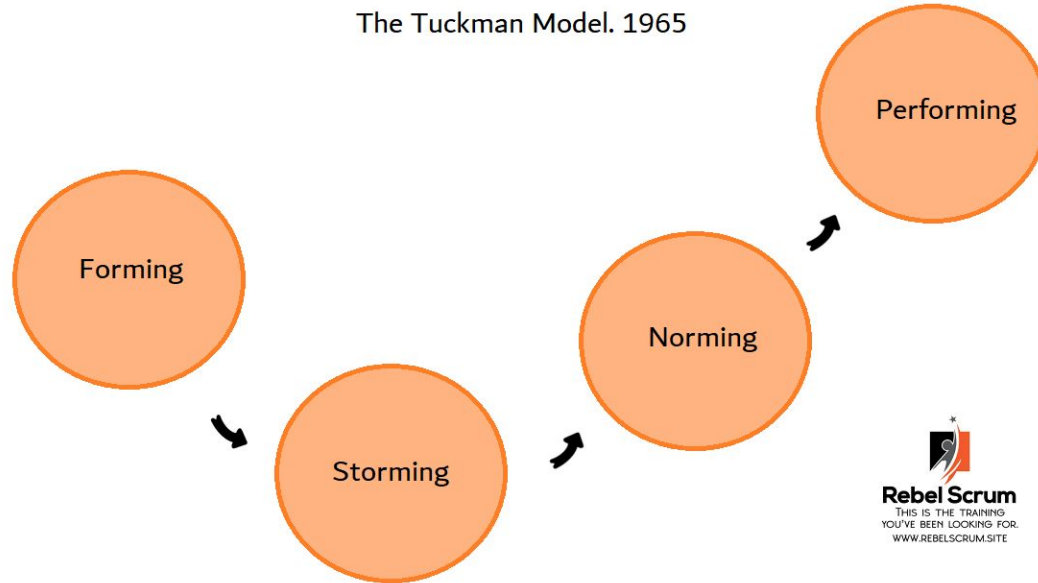 The Tuckman Model. 1965
Forming
Storming
Norming
Performing
Rebel Scrum
THIS IS THE TRAINING
YOU'VE BEEN LOOKING FOR.
WWW.REBELSCRUM.SITE